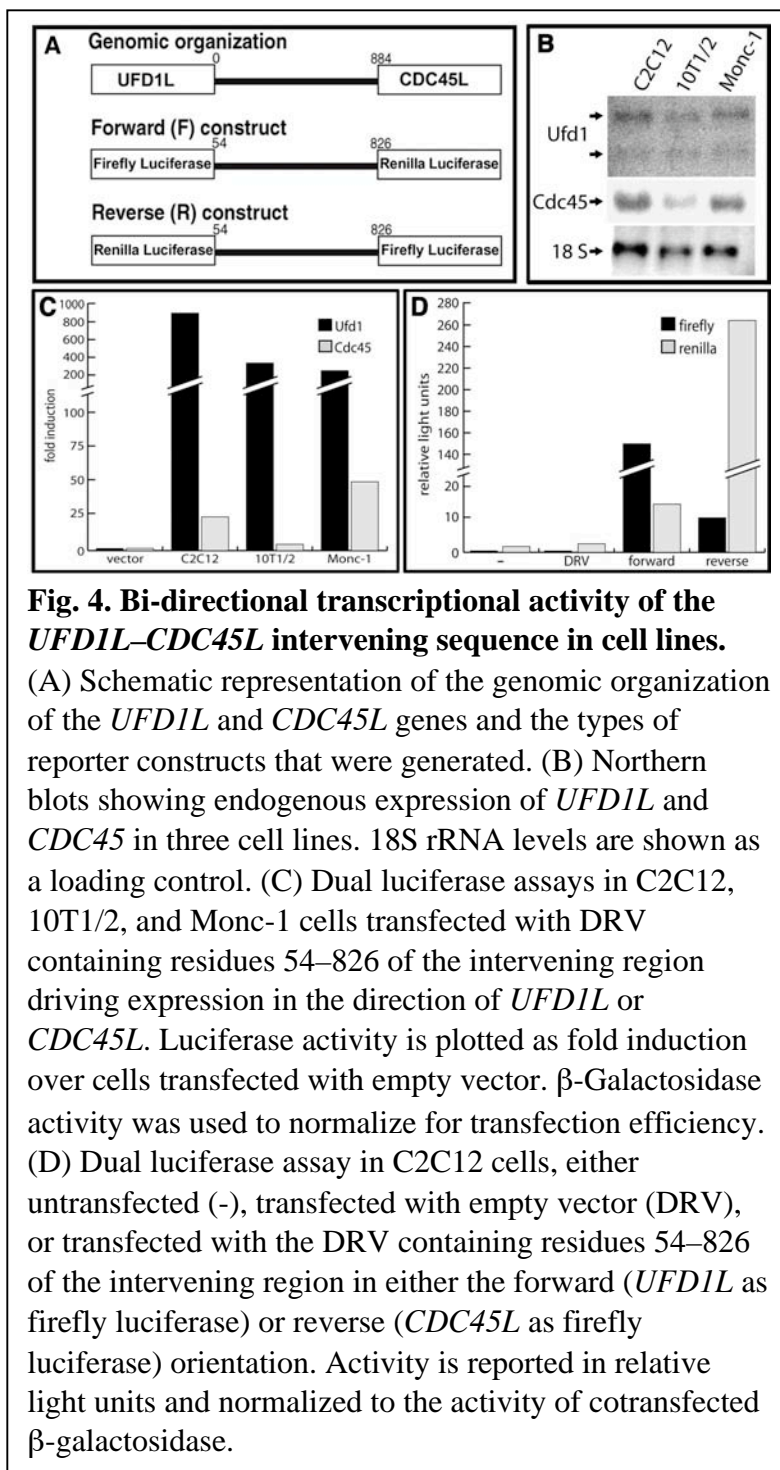 A
Genomic organization
0 884
UFD1L CDC45L
Forward (F) construct
54 826
Firefly Luciferase Renilla Luciferase
Reverse (R) construct
54 826
Renilla Luciferase Firefly Luciferase
B
C2C12 10T1/2 Monc-1
Ufd1
Cdc45
18 S
C
1000
800
600
400
200
100
75
50
25
0
fold induction
Ufd1
Cdc45
vector C2C12 10T1/2 Monc-1
D
280
260
240
220
200
180
160
140
20
10
0
relative light units
firefly
renilla
– DRV forward reverse
Fig. 4. Bi-directional transcriptional activity of the
UFD1L–CDC45L intervening sequence in cell lines.
(A) Schematic representation of the genomic organization
of the UFD1L and CDC45L genes and the types of
reporter constructs that were generated. (B) Northern
blots showing endogenous expression of UFD1L and
CDC45 in three cell lines. 18S rRNA levels are shown as
a loading control. (C) Dual luciferase assays in C2C12,
10T1/2, and Monc-1 cells transfected with DRV
containing residues 54–826 of the intervening region
driving expression in the direction of UFD1L or
CDC45L. Luciferase activity is plotted as fold induction
over cells transfected with empty vector. β-Galactosidase
activity was used to normalize for transfection efficiency.
(D) Dual luciferase assay in C2C12 cells, either
untransfected (-), transfected with empty vector (DRV),
or transfected with the DRV containing residues 54–826
of the intervening region in either the forward (UFD1L as
firefly luciferase) or reverse (CDC45L as firefly
luciferase) orientation. Activity is reported in relative
light units and normalized to the activity of cotransfected
β-galactosidase.